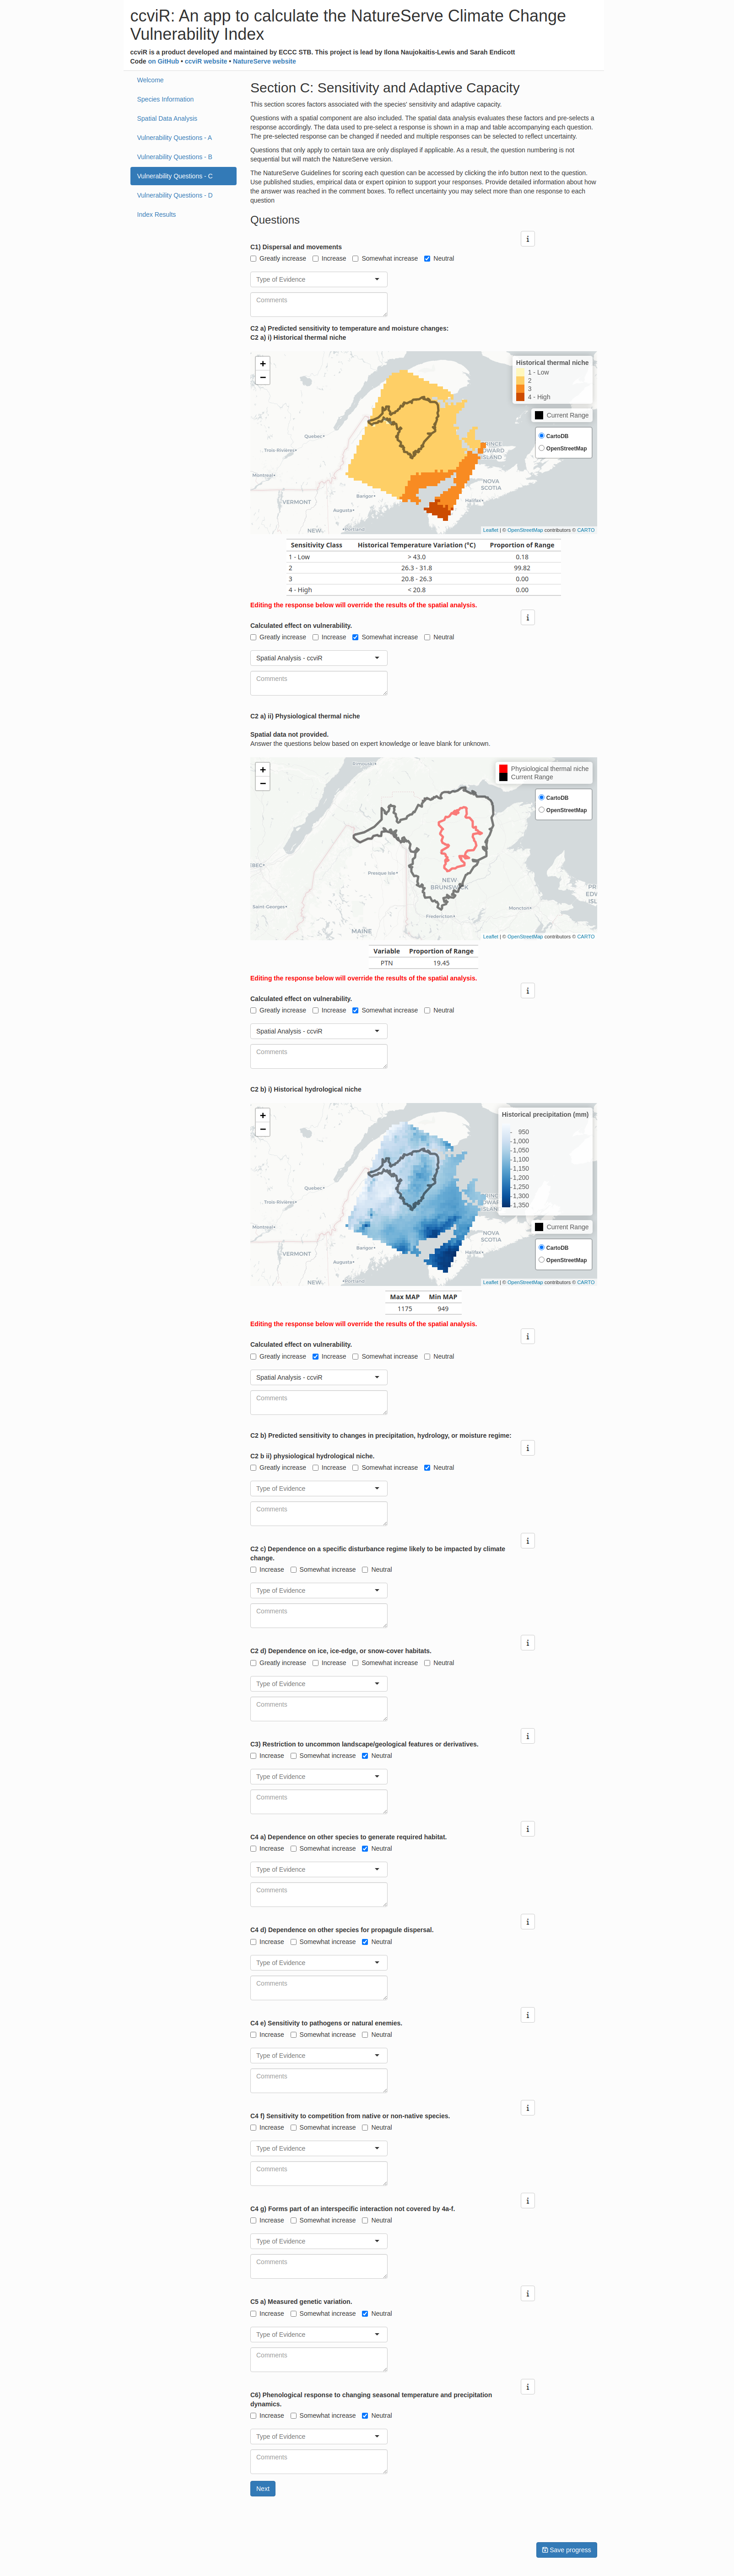 ccviR: An app to calculate the NatureServe Climate Change
Vulnerability Index
ccviR is a product developed and maintained by ECCC STB. This project is lead by Ilona Naujokaitis-Lewis and Sarah Endicott
Code on GitHub • ccviR website • NatureServe website
Welcome
Species Information
Spatial Data Analysis
Vulnerability Questions - A
Vulnerability Questions - B
Vulnerability Questions - C
Vulnerability Questions - D
Index Results
Section C: Sensitivity and Adaptive Capacity
This section scores factors associated with the species' sensitivity and adaptive capacity.
Questions with a spatial component are also included. The spatial data analysis evaluates these factors and pre-selects a
response accordingly. The data used to pre-select a response is shown in a map and table accompanying each question.
The pre-selected response can be changed if needed and multiple responses can be selected to reflect uncertainty.
Questions that only apply to certain taxa are only displayed if applicable. As a result, the question numbering is not
sequential but will match the NatureServe version.
The NatureServe Guidelines for scoring each question can be accessed by clicking the info button next to the question.
Use published studies, empirical data or expert opinion to support your responses. Provide detailed information about how
the answer was reached in the comment boxes. To reflect uncertainty you may select more than one response to each
question
Questions
C1) Dispersal and movements
Greatly increase Increase Somewhat increase Neutral
Type of Evidence
Comments
C2 a) Predicted sensitivity to temperature and moisture changes:
C2 a) i) Historical thermal niche
+
−
Historical thermal niche
1 - Low
2
3
4 - High
Current Range
CartoDB
OpenStreetMap
Quebec
Trois-Rivières
Montreal
VERMONT
Bangor
Augusta
Portland
NEW
NOVA
SCOTIA
Halifax
Leaflet | © OpenStreetMap contributors © CARTO
Sensitivity Class Historical Temperature Variation (°C) Proportion of Range
1 - Low > 43.0 0.18
2 26.3 - 31.8 99.82
3 20.8 - 26.3 0.00
4 - High < 20.8 0.00
Editing the response below will override the results of the spatial analysis.
Calculated effect on vulnerability.
Greatly increase Increase Somewhat increase Neutral
Spatial Analysis - ccviR
Comments
C2 a) ii) Physiological thermal niche
Spatial data not provided.
Answer the questions below based on expert knowledge or leave blank for unknown.
+
−
Physiological thermal niche
Current Range
CartoDB
OpenStreetMap
Rimouski
Presque Isle
NEW
BRUNSWICK
Saint-Georges
Fredericton
Moncton
MAINE
Leaflet | © OpenStreetMap contributors © CARTO
Variable Proportion of Range
PTN 19.45
Editing the response below will override the results of the spatial analysis.
Calculated effect on vulnerability.
Greatly increase Increase Somewhat increase Neutral
Spatial Analysis - ccviR
Comments
C2 b) i) Historical hydrological niche
+
−
Historical precipitation (mm)
950
1,000
1,050
1,100
1,150
1,200
1,250
1,300
1,350
Current Range
CartoDB
OpenStreetMap
Quebec
Trois-Rivières
Montreal
VERMONT
Bangor
Augusta
Portland
NEW
NOVA
SCOTIA
Halifax
Leaflet | © OpenStreetMap contributors © CARTO
Max MAP Min MAP
1175 949
Editing the response below will override the results of the spatial analysis.
Calculated effect on vulnerability.
Greatly increase Increase Somewhat increase Neutral
Spatial Analysis - ccviR
Comments
C2 b) Predicted sensitivity to changes in precipitation, hydrology, or moisture regime:
C2 b ii) physiological hydrological niche.
Greatly increase Increase Somewhat increase Neutral
Type of Evidence
Comments
C2 c) Dependence on a specific disturbance regime likely to be impacted by climate
change.
Increase Somewhat increase Neutral
Type of Evidence
Comments
C2 d) Dependence on ice, ice-edge, or snow-cover habitats.
Greatly increase Increase Somewhat increase Neutral
Type of Evidence
Comments
C3) Restriction to uncommon landscape/geological features or derivatives.
Increase Somewhat increase Neutral
Type of Evidence
Comments
C4 a) Dependence on other species to generate required habitat.
Increase Somewhat increase Neutral
Type of Evidence
Comments
C4 d) Dependence on other species for propagule dispersal.
Increase Somewhat increase Neutral
Type of Evidence
Comments
C4 e) Sensitivity to pathogens or natural enemies.
Increase Somewhat increase Neutral
Type of Evidence
Comments
C4 f) Sensitivity to competition from native or non-native species.
Increase Somewhat increase Neutral
Type of Evidence
Comments
C4 g) Forms part of an interspecific interaction not covered by 4a-f.
Increase Somewhat increase Neutral
Type of Evidence
Comments
C5 a) Measured genetic variation.
Increase Somewhat increase Neutral
Type of Evidence
Comments
C6) Phenological response to changing seasonal temperature and precipitation
dynamics.
Increase Somewhat increase Neutral
Type of Evidence
Comments
Next
Save progress